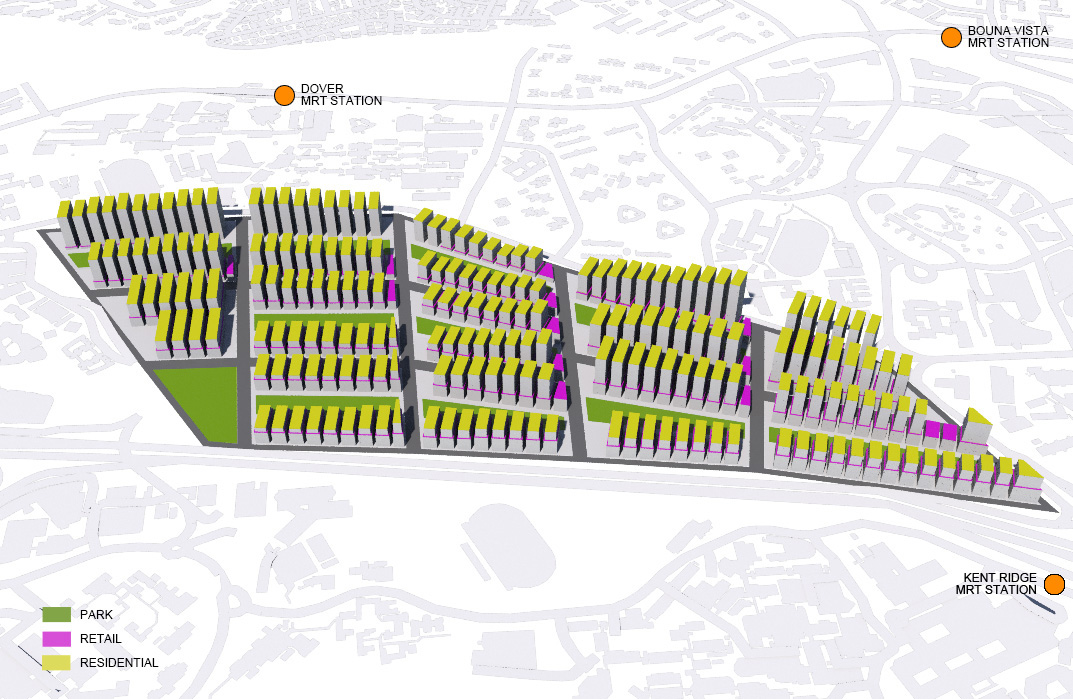 BOUNA VISTA
MRT STATION
DOVER
MRT STATION
KENT RIDGE
MRT STATION
PARK
RETAIL
RESIDENTIAL